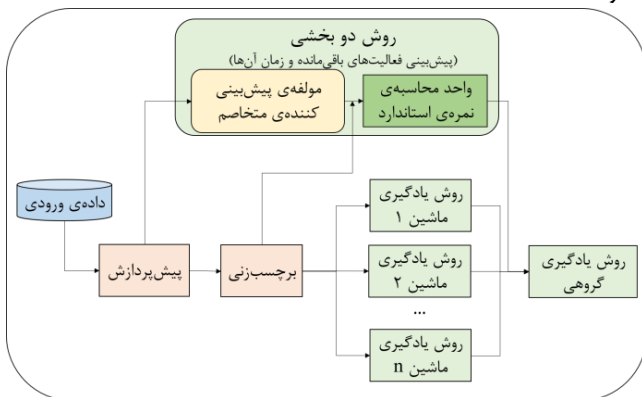 روش دو بخشی
(پیش‌بینی فعالیت‌های باقی‌مانده و زمان آن‌ها)
مولفه‌ی پیش‌بینی
کننده‌ی متخاصم
واحد محاسبه‌ی
نمره‌ی استاندارد
داده‌ی ورودی
پیش‌پردازش
برچسب‌زنی
روش یادگیری
ماشین ۱
روش یادگیری
ماشین ۲
...
روش یادگیری
ماشین n
روش یادگیری
گروهی